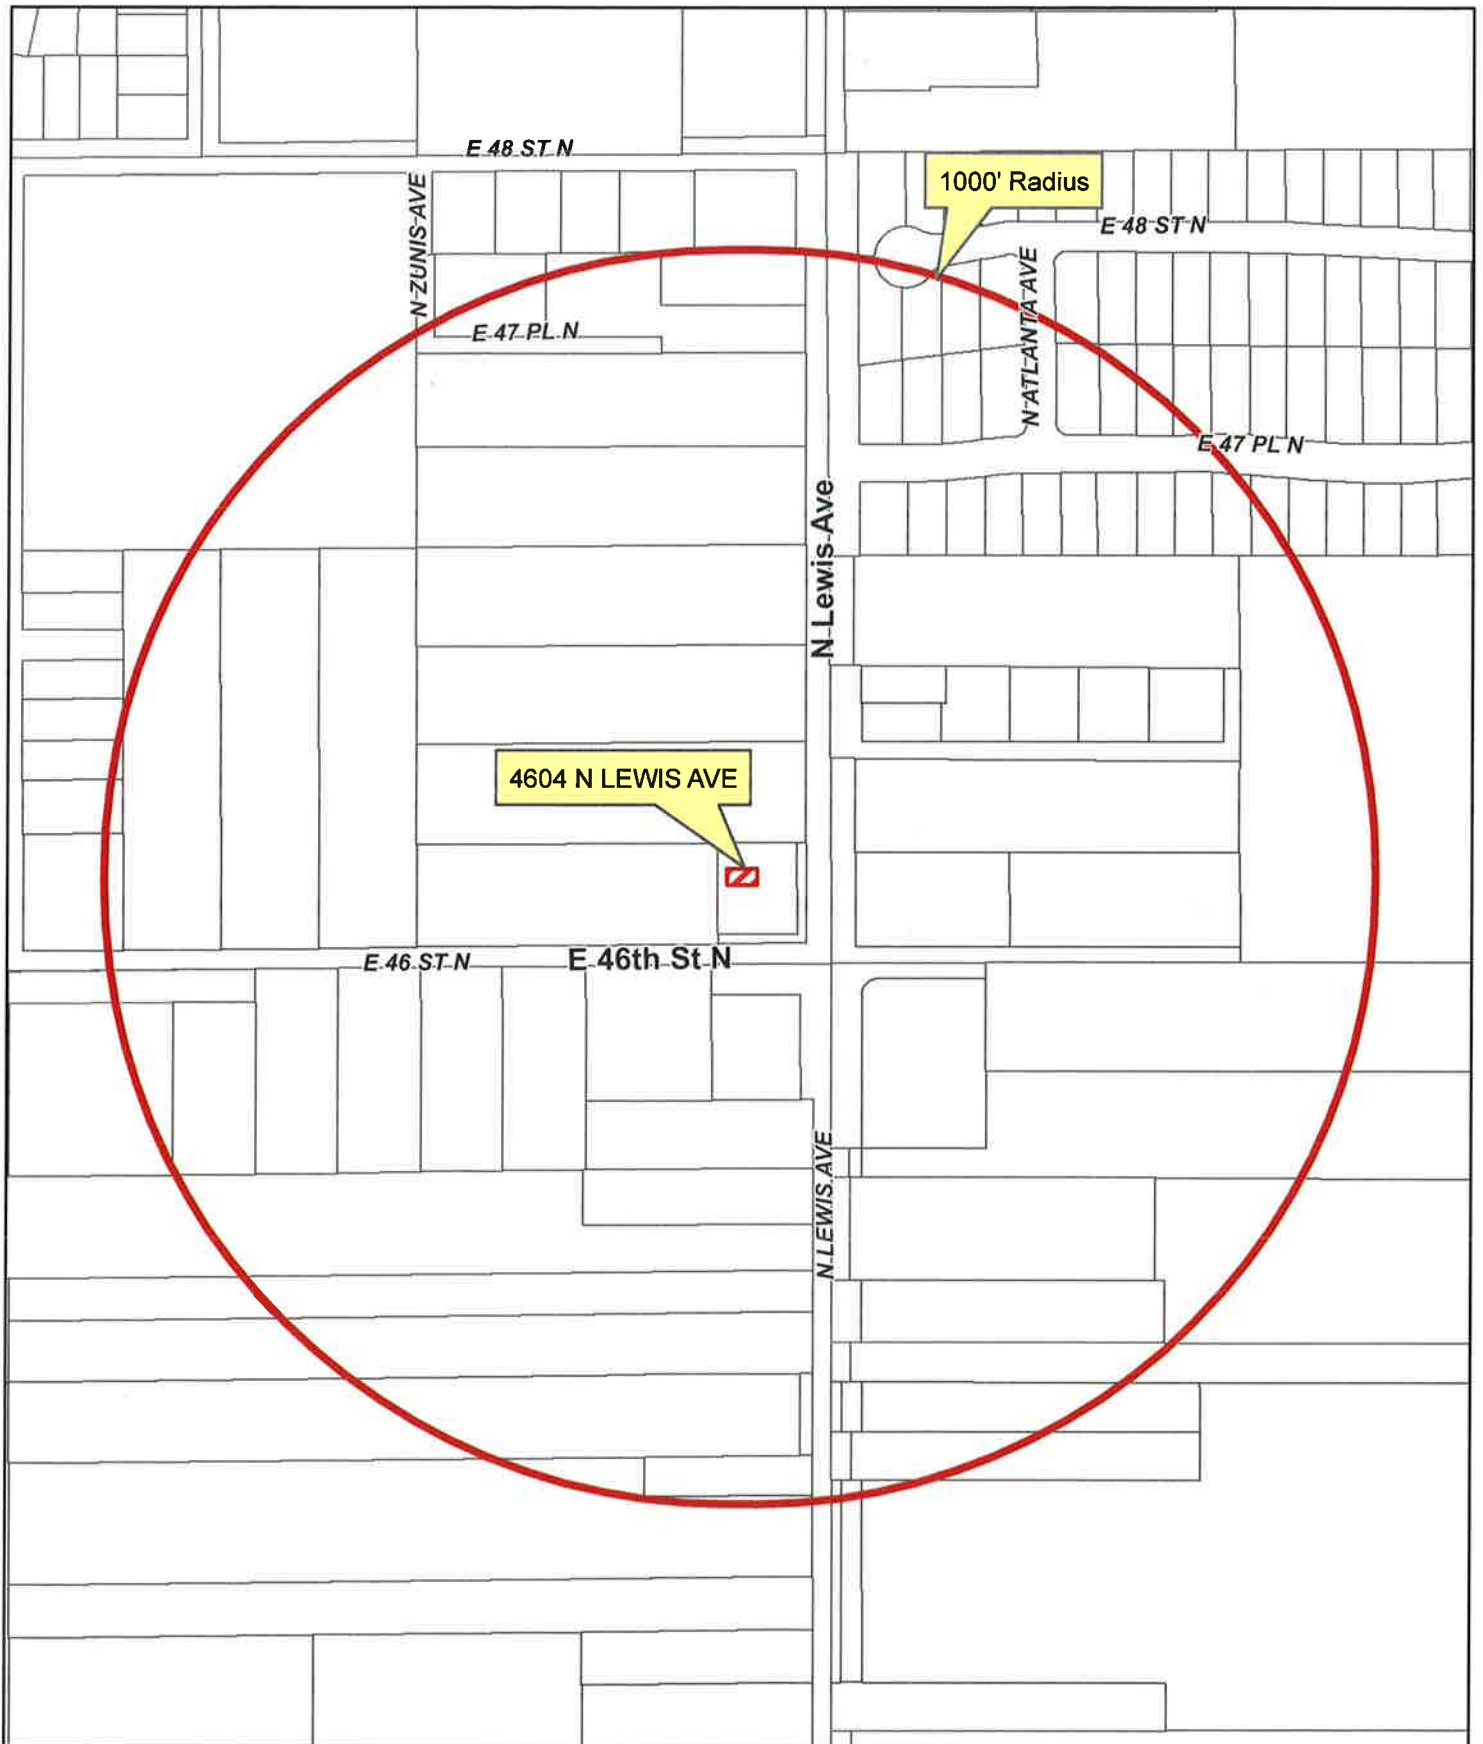 E 48 ST N
1000' Radius
N ZUNIS AVE
E 48 ST N
N ATLANTA AVE
E 47 PL N
E 47 PL N
N Lewis Ave
4604 N LEWIS AVE
E 46 ST N
E 46th St N
N LEWIS AVE